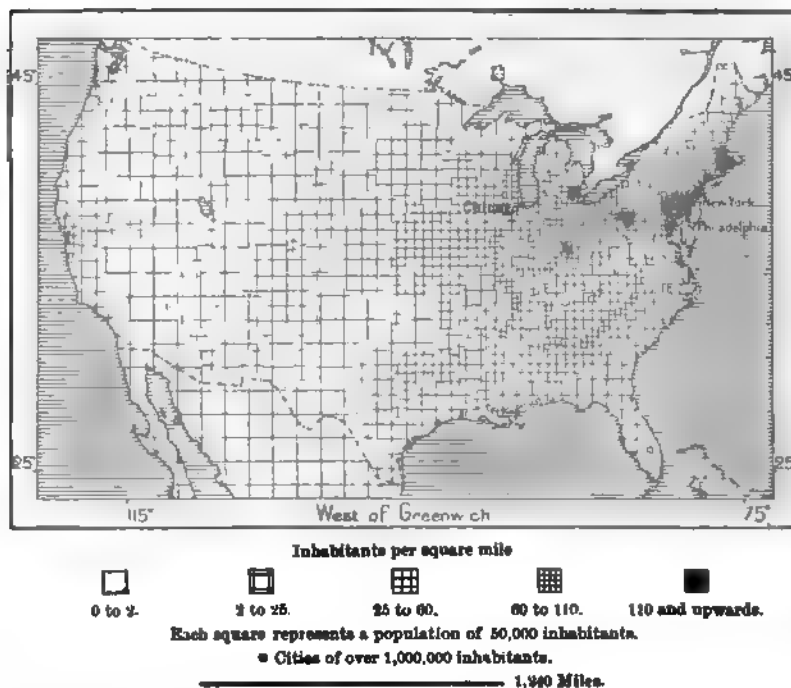 45°
45°
Chicago
New York
Philadelphia
25°
25°
115°
West of Greenwich
75°
Inhabitants per square mile
0 to 2.
2 to 25.
25 to 60.
60 to 110.
110 and upwards.
Each square represents a population of 50,000 inhabitants.
Cities of over 1,000,000 inhabitants.
1,240 Miles.